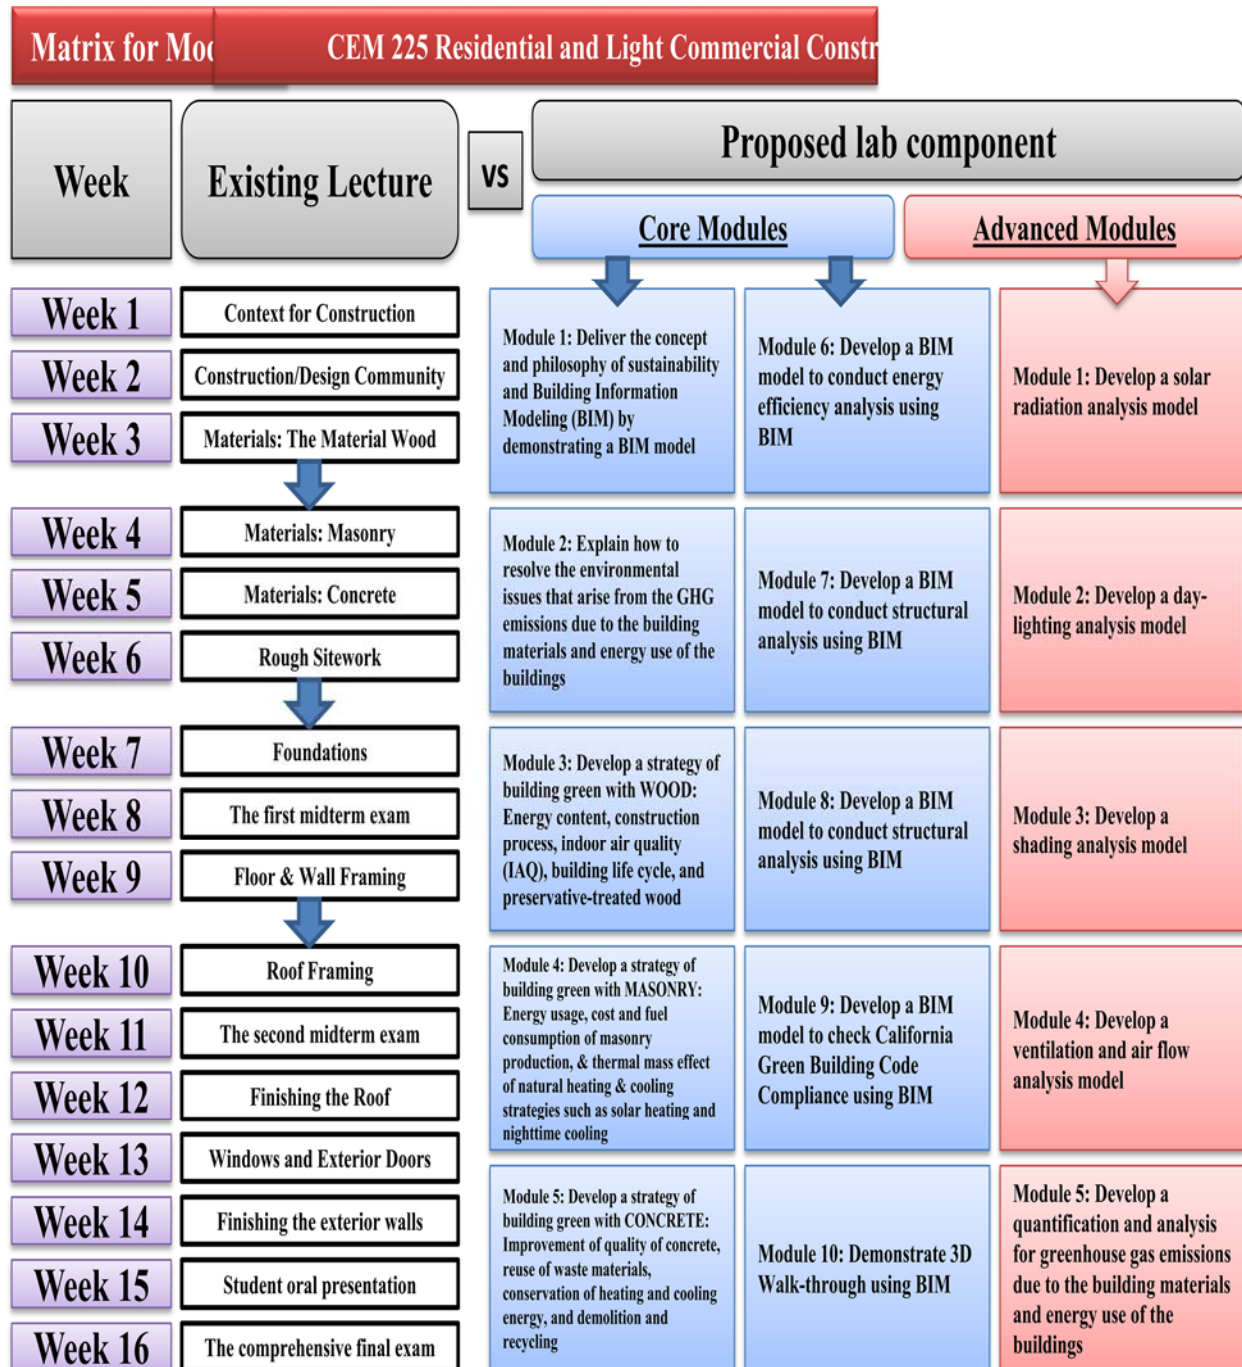 Matrix for Mod
CEM 225 Residential and Light Commercial Constr
Week
Existing Lecture
VS
Proposed lab component
Core Modules
Advanced Modules
Week 1
Context for Construction
Week 2
Construction/Design Community
Week 3
Materials: The Material Wood
Week 4
Materials: Masonry
Week 5
Materials: Concrete
Week 6
Rough Sitework
Week 7
Foundations
Week 8
The first midterm exam
Week 9
Floor & Wall Framing
Week 10
Roof Framing
Week 11
The second midterm exam
Week 12
Finishing the Roof
Week 13
Windows and Exterior Doors
Week 14
Finishing the exterior walls
Week 15
Student oral presentation
Week 16
The comprehensive final exam
Module 1: Deliver the concept
and philosophy of sustainability
and Building Information
Modeling (BIM) by
demonstrating a BIM model
Module 6: Develop a BIM
model to conduct energy
efficiency analysis using
BIM
Module 1: Develop a solar
radiation analysis model
Module 2: Explain how to
resolve the environmental
issues that arise from the GHG
emissions due to the building
materials and energy use of the
buildings
Module 7: Develop a BIM
model to conduct structural
analysis using BIM
Module 2: Develop a day-
lighting analysis model
Module 3: Develop a strategy of
building green with WOOD:
Energy content, construction
process, indoor air quality
(IAQ), building life cycle, and
preservative-treated wood
Module 8: Develop a BIM
model to conduct structural
analysis using BIM
Module 3: Develop a
shading analysis model
Module 4: Develop a strategy of
building green with MASONRY:
Energy usage, cost and fuel
consumption of masonry
production, & thermal mass effect
of natural heating & cooling
strategies such as solar heating and
nighttime cooling
Module 9: Develop a BIM
model to check California
Green Building Code
Compliance using BIM
Module 4: Develop a
ventilation and air flow
analysis model
Module 5: Develop a strategy of
building green with CONCRETE:
Improvement of quality of concrete,
reuse of waste materials,
conservation of heating and cooling
energy, and demolition and
recycling
Module 10: Demonstrate 3D
Walk-through using BIM
Module 5: Develop a
quantification and analysis
for greenhouse gas emissions
due to the building materials
and energy use of the
buildings